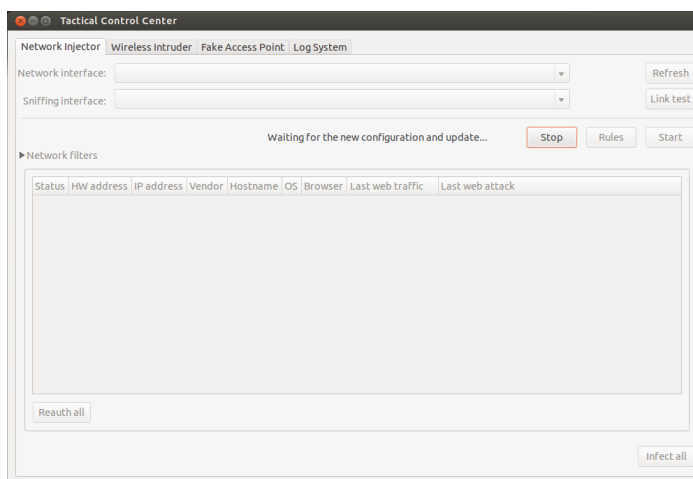 Tactical Control Center
Network Injector Wireless Intruder Fake Access Point Log System
Network interface: Refresh
Sniffing interface: Link test
Waiting for the new configuration and update... Stop Rules Start
Network filters
Status HW address IP address Vendor Hostname OS Browser Last web traffic Last web attack
Reauth all
Infect all